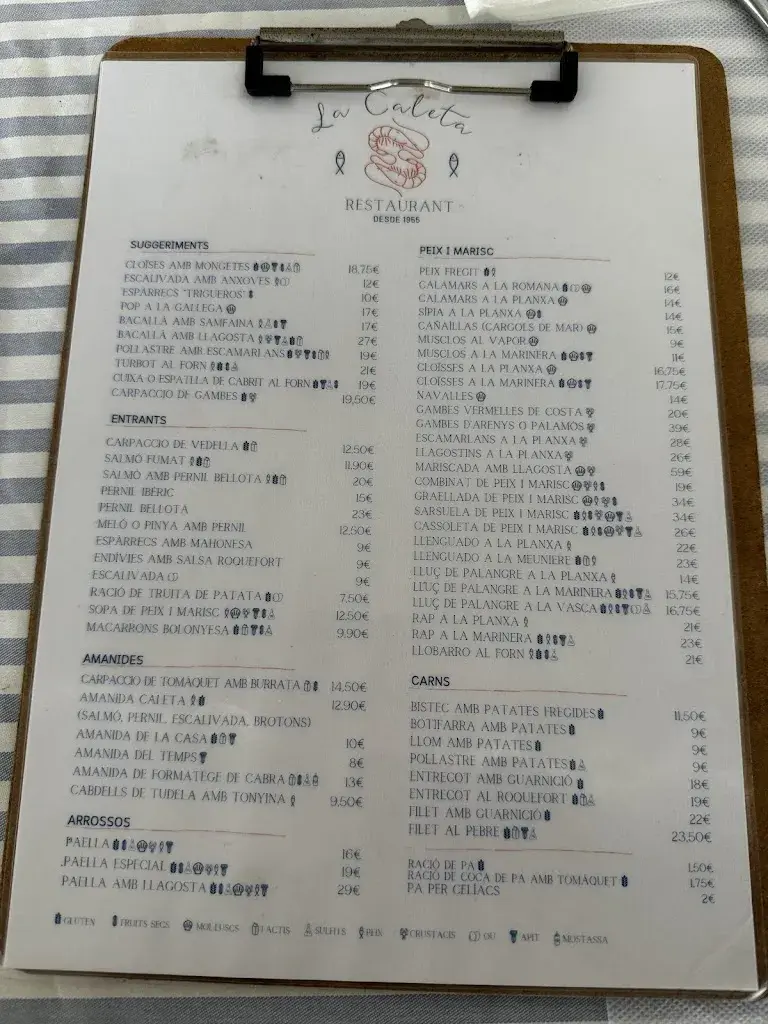 La Caleta
RESTAURANT
DESDE 1965
SUGGERIMENTS
CLOÏSES AMB MONGETES 18,75€
ESCALIVADA AMB ANXOVES 12€
ESPÀRRECS "TRIGUEROS" 10€
POP A LA GALLEGA 17€
BACALLÀ AMB SAMFAINA 17€
BACALLÀ AMB LLAGOSTA 27€
POLLASTRE AMB ESCAMARLANS 19€
TURBOT AL FORN 21€
CUIXA O ESPATLLA DE CABRIT AL FORN 19€
CARPACCIO DE GAMBES 19,50€
ENTRANTS
CARPACCIO DE VEDELLA 12,50€
SALMÓ FUMAT 11,90€
SALMÓ AMB PERNIL BELLOTA 20€
PERNIL IBÈRIC 15€
PERNIL BELLOTA 23€
MELÓ O PINYA AMB PERNIL 12,50€
ESPÀRRECS AMB MAHONESA 9€
ENDÍVIES AMB SALSA ROQUEFORT 9€
ESCALIVADA 9€
RACIÓ DE TRUITA DE PATATA 7,50€
SOPA DE PEIX I MARISC 12,50€
MACARRONS BOLONYESA 9,90€
AMANIDES
CARPACCIO DE TOMAQUET AMB BURRATA 14,50€
AMANIDA CALETA 12,90€
(SALMÓ, PERNIL, ESCALIVADA, BROTONS)
AMANIDA DE LA CASA 10€
AMANIDA DEL TEMPS 8€
AMANIDA DE FORMATEGE DE CABRA 13€
CABDELLS DE TUDELA AMB TONYINA 9,50€
ARROSSOS
PAELLA 16€
PAELLA ESPECIAL 19€
PAELLA AMB LLAGOSTA 29€
PEIX I MARISC
PEIX FREGIT 12€
CALAMARS A LA ROMANA 16€
CALAMARS A LA PLANXA 14€
SÍPIA A LA PLANXA 14€
CAÑAILLAS (CARGOLS DE MAR) 15€
MUSCLOS AL VAPOR 9€
MUSCLOS A LA MARINERA 11€
CLOÏSSES A LA PLANXA 16,75€
CLOÏSSES A LA MARINERA 17,75€
NAVALLES 14€
GAMBES VERMELLES DE COSTA 20€
GAMBES D'ARENYS O PALAMÓS 39€
ESCAMARLANS A LA PLANXA 28€
LLAGOSTINS A LA PLANXA 26€
MARISCADA AMB LLAGOSTA 59€
COMBINAT DE PEIX I MARISC 19€
GRAELLADA DE PEIX I MARISC 34€
SARSUELA DE PEIX I MARISC 34€
CASSOLETA DE PEIX I MARISC 26€
LLENGUADO A LA PLANXA 22€
LLENGUADO A LA MEUNIERE 23€
LLUÇ DE PALANGRE A LA PLANXA 14€
LLUÇ DE PALANGRE A LA MARINERA 15,75€
LLUÇ DE PALANGRE A LA VASCA 16,75€
RAP A LA PLANXA 21€
RAP A LA MARINERA 23€
LLOBARRO AL FORN 21€
CARNS
BISTEC AMB PATATES FREGIDES 11,50€
BOTIFARRA AMB PATATES 9€
LLOM AMB PATATES 9€
POLLASTRE AMB PATATES 9€
ENTRECOT AMB GUARNICIÓ 18€
ENTRECOT AL ROQUEFORT 19€
FILET AMB GUARNICIÓ 22€
FILET AL PEBRE 23,50€
RACIÓ DE PA 1,50€
RACIÓ DE COCA DE PA AMB TOMÀQUET 1,75€
PA PER CELÍACS 2€
GLUTEN FRUITS SECS MOL·LUSCS LACTIS SULFITS PEIX CRUSTACIS OU APIT MOSTASSA